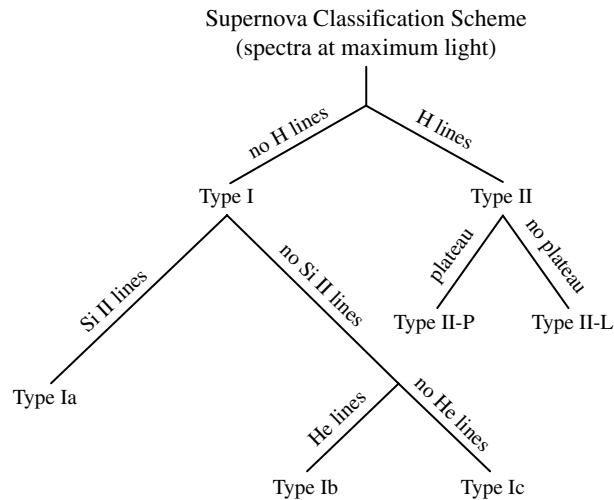 Supernova Classification Scheme
(spectra at maximum light)
no H lines
H lines
Type I
Type II
Si II lines
no Si II lines
plateau
no plateau
Type II-P
Type II-L
Type Ia
He lines
no He lines
Type Ib
Type Ic